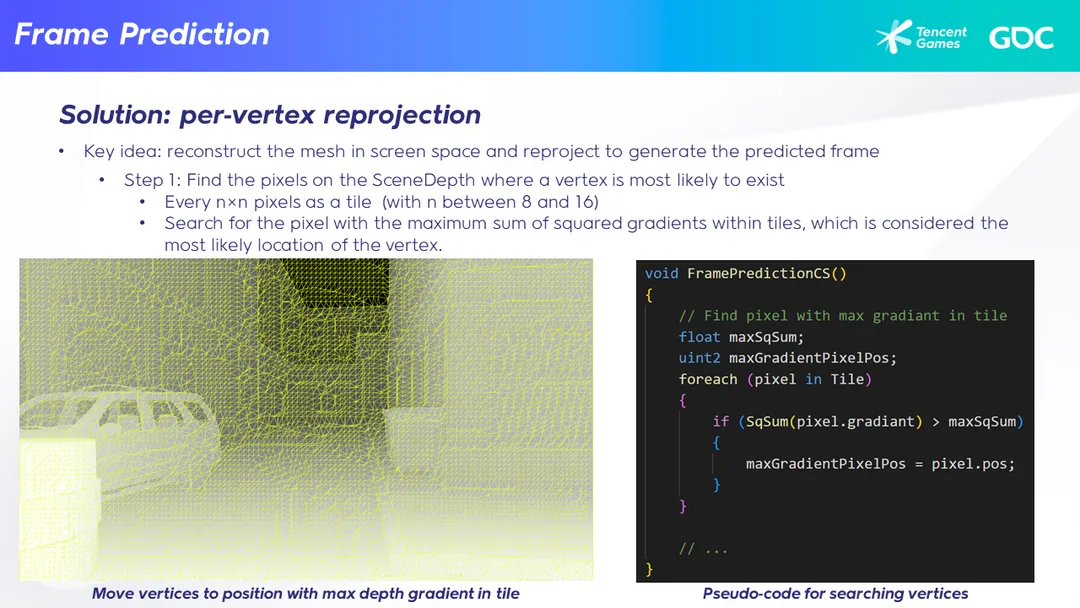 Frame Prediction
Tencent
Games
GDC
Solution: per-vertex reprojection
• Key idea: reconstruct the mesh in screen space and reproject to generate the predicted frame
• Step 1: Find the pixels on the SceneDepth where a vertex is most likely to exist
• Every n×n pixels as a tile (with n between 8 and 16)
• Search for the pixel with the maximum sum of squared gradients within tiles, which is considered the
most likely location of the vertex.
void FramePredictionCS()
{
// Find pixel with max gradiant in tile
float maxSqSum;
uint2 maxGradientPixelPos;
foreach (pixel in Tile)
{
if (SqSum(pixel.gradiant) > maxSqSum)
{
maxGradientPixelPos = pixel.pos;
}
}
// ...
}
Move vertices to position with max depth gradient in tile
Pseudo-code for searching vertices